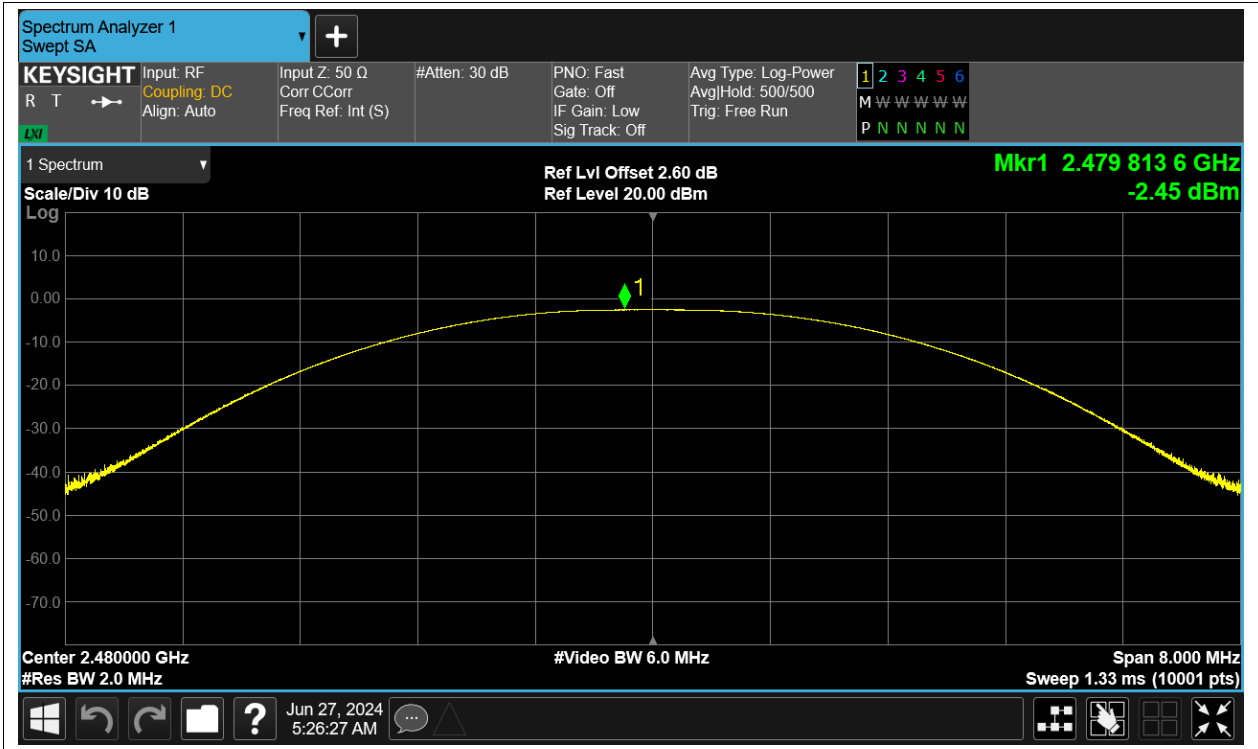 Spectrum Analyzer 1
Swept SA
KEYSIGHT
R T
LXI
Input: RF
Coupling: DC
Align: Auto
Input Z: 50 Ω
Corr CCorr
Freq Ref: Int (S)
#Atten: 30 dB
PNO: Fast
Gate: Off
IF Gain: Low
Sig Track: Off
Avg Type: Log-Power
Avg|Hold: 500/500
Trig: Free Run
1 2 3 4 5 6
M W W W W W
P N N N N N
1 Spectrum
Scale/Div 10 dB
Log
Ref Lvl Offset 2.60 dB
Ref Level 20.00 dBm
Mkr1 2.479 813 6 GHz
-2.45 dBm
1
10.0
0.00
-10.0
-20.0
-30.0
-40.0
-50.0
-60.0
-70.0
Center 2.480000 GHz
#Res BW 2.0 MHz
#Video BW 6.0 MHz
Span 8.000 MHz
Sweep 1.33 ms (10001 pts)
?
Jun 27, 2024
5:26:27 AM